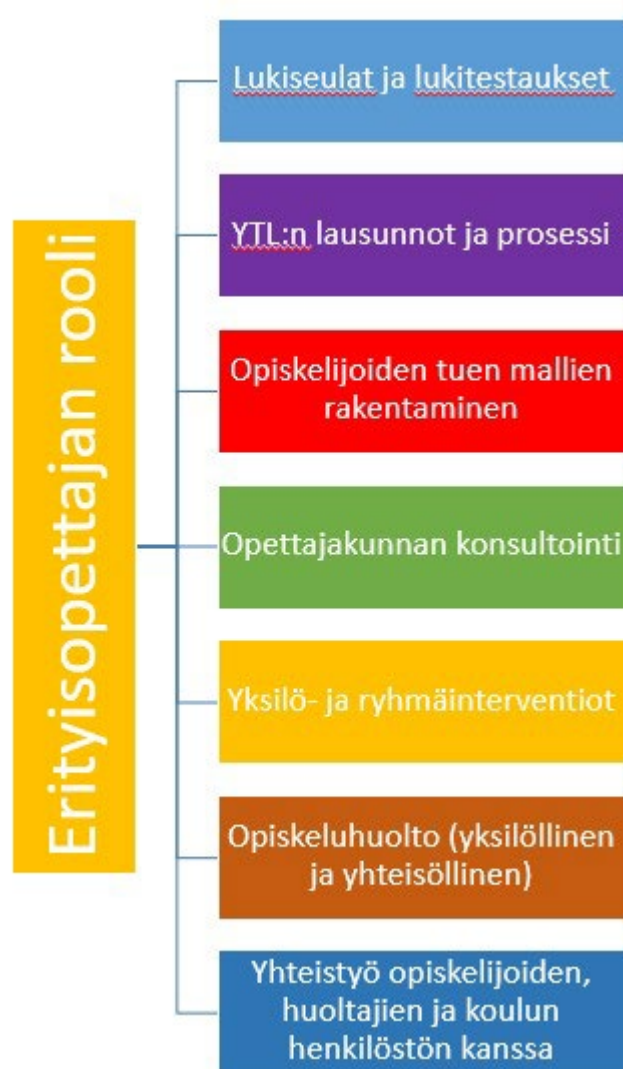 Erityisopettajan rooli
Lukiseulat ja lukitestaukset
YTL:n lausunnot ja prosessi
Opiskelijoiden tuen mallien
rakentaminen
Opettajakunnan konsultointi
Yksilö- ja ryhmäinterventiot
Opiskeluhuolto (yksilöllinen
ja yhteisöllinen)
Yhteistyö opiskelijoiden,
huoltajien ja koulun
henkilöstön kanssa